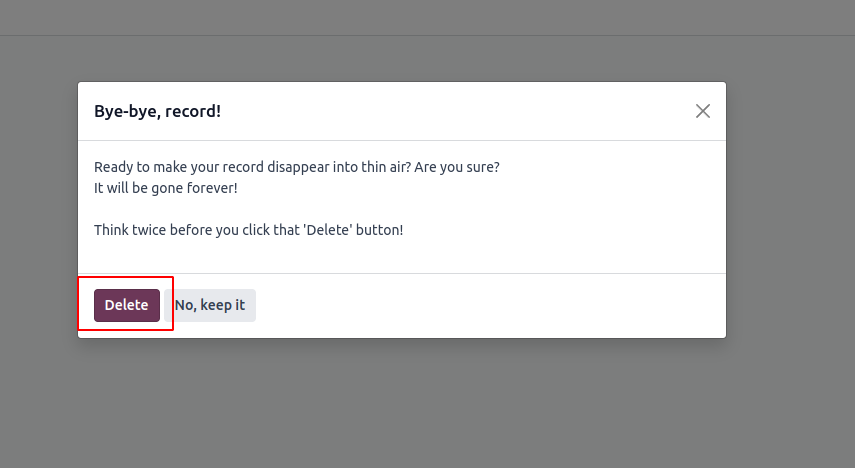 Bye-bye, record!
Ready to make your record disappear into thin air? Are you sure?
It will be gone forever!
Think twice before you click that 'Delete' button!
Delete
No, keep it